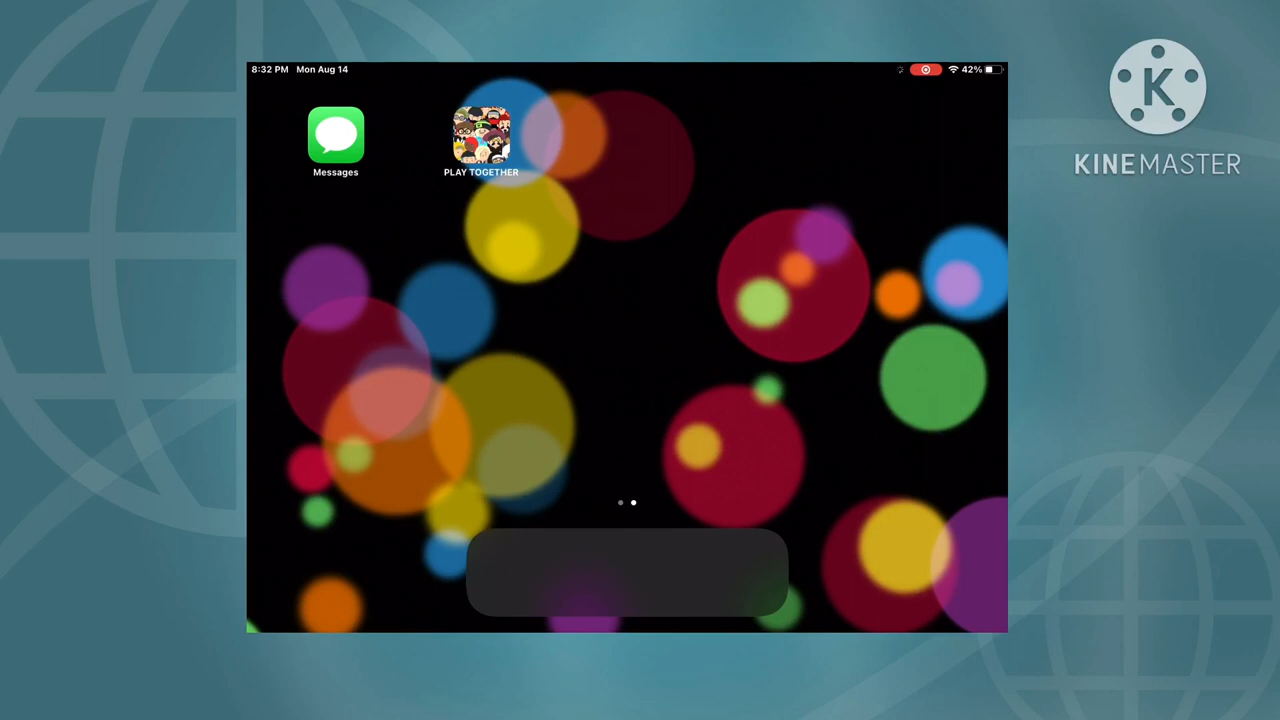 8:32 PM Mon Aug 14
42%
KINEMASTER
Messages
PLAY TOGETHER